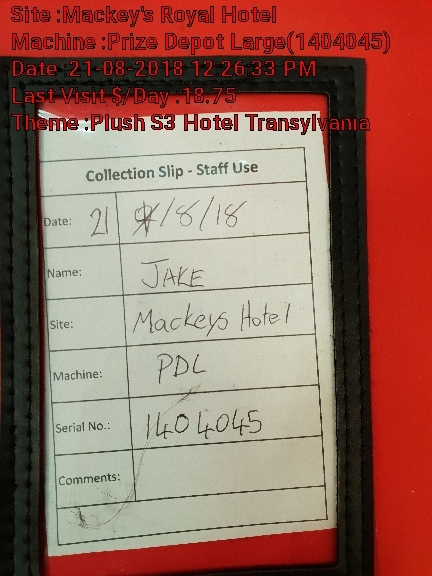 Site :Mackey's Royal Hotel
Machine :Prize Depot Large(1404045)
Date :21-08-2018 12:26:33 PM
Last Visit $/Day :18.75
Theme :Plush S3 Hotel Transylvania
Collection Slip - Staff Use
Date: 21 /8/18
Name: JAKE
Site: Mackeys Hotel
Machine: PDL
Serial No.: 1404045
Comments: